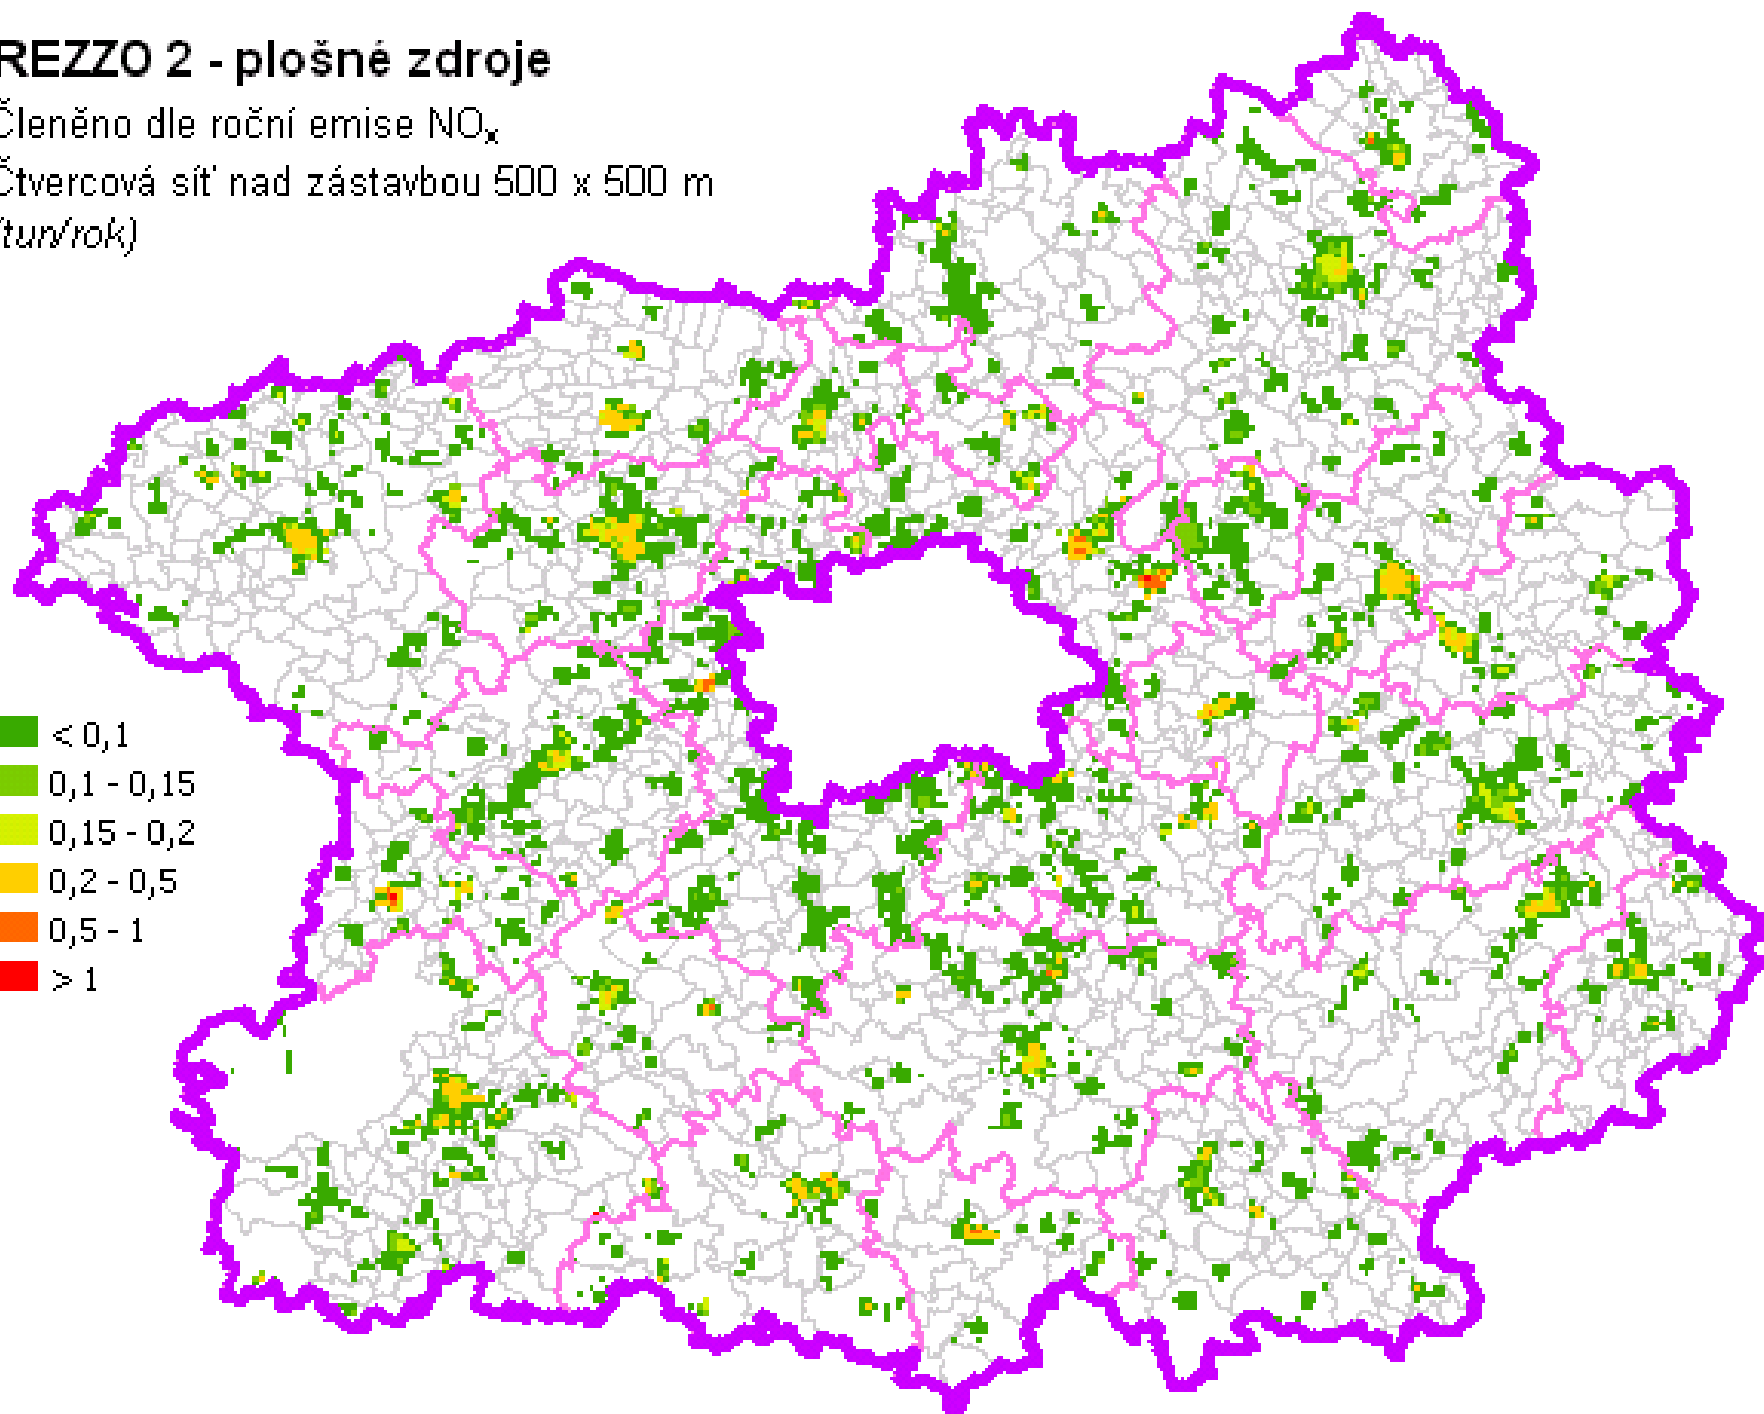 REZZO 2 - plošné zdroje
Členěno dle roční emise NOx
Čtvercová síť nad zástavbou 500 x 500 m
(tun/rok)
< 0,1
0,1 - 0,15
0,15 - 0,2
0,2 - 0,5
0,5 - 1
> 1